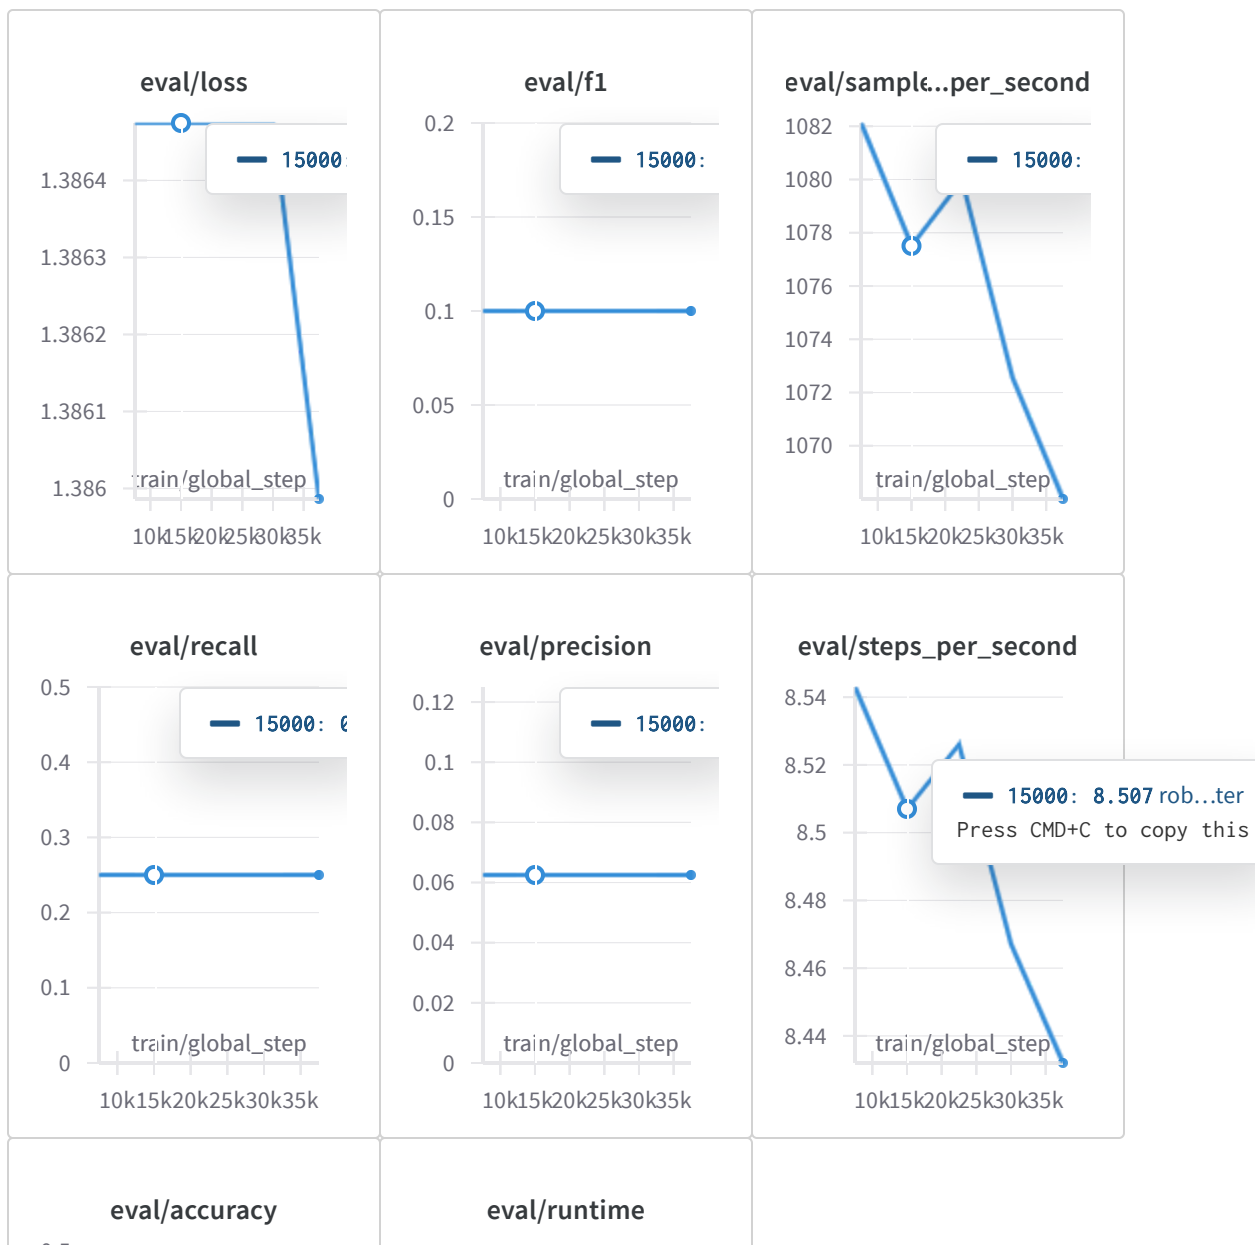 eval/loss
eval/f1
eval/sample…per_second
15000:
1.3864
1.3863
1.3862
1.3861
1.386
train/global_step
10k15k20k25k30k35k
15000:
0.2
0.15
0.1
0.05
0
train/global_step
10k15k20k25k30k35k
15000:
1082
1080
1078
1076
1074
1072
1070
train/global_step
10k15k20k25k30k35k
eval/recall
eval/precision
eval/steps_per_second
15000: 0
0.5
0.4
0.3
0.2
0.1
0
train/global_step
10k15k20k25k30k35k
15000:
0.12
0.1
0.08
0.06
0.04
0.02
0
train/global_step
10k15k20k25k30k35k
8.54
8.52
8.5
8.48
8.46
8.44
15000: 8.507 rob…ter
Press CMD+C to copy this
train/global_step
10k15k20k25k30k35k
eval/accuracy
eval/runtime